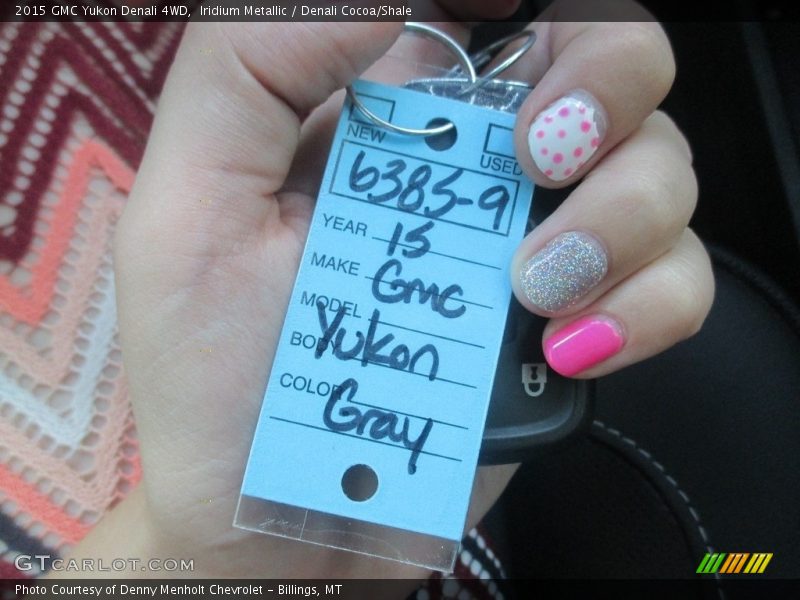 2015 GMC Yukon Denali 4WD,  Iridium Metallic / Denali Cocoa/Shale
NEW
USED
6385-9
YEAR 15
MAKE Gmc
MODEL Yukon
BODY
COLOR Gray
GTCARLOT.COM
Photo Courtesy of Denny Menholt Chevrolet – Billings, MT